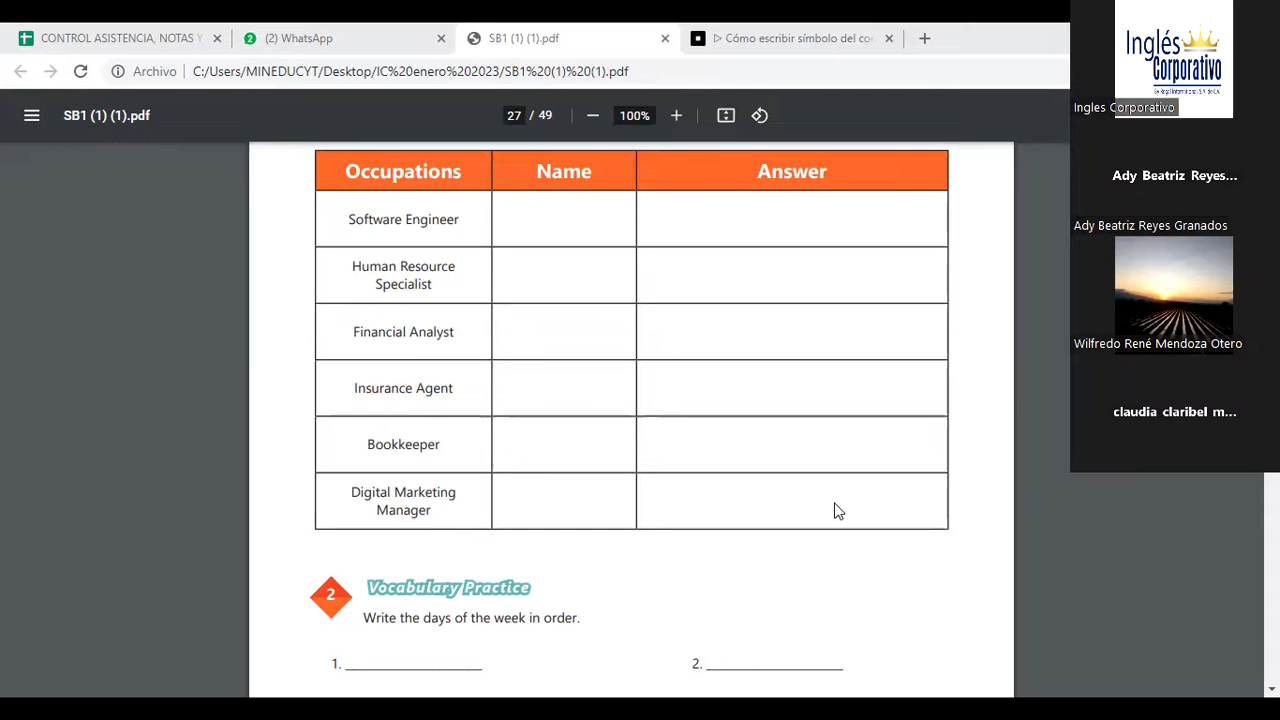 CONTROL ASISTENCIA, NOTAS Y
(2) WhatsApp
SB1 (1) (1).pdf
▷ Cómo escribir símbolo del co
Archivo
C:/Users/MINEDUCYT/Desktop/IC%20enero%202023/SB1%20(1)%20(1).pdf
SB1 (1) (1).pdf
27 / 49
100%
Occupations Name Answer
Software Engineer
Human Resource
Specialist
Financial Analyst
Insurance Agent
Bookkeeper
Digital Marketing
Manager
2 Vocabulary Practice
Write the days of the week in order.
1. ___________________
2. ___________________
Inglés
Corporativo
Ingles Corporativo
Ady Beatriz Reyes...
Ady Beatriz Reyes Granados
Wilfredo René Mendoza Otero
claudia claribel m...